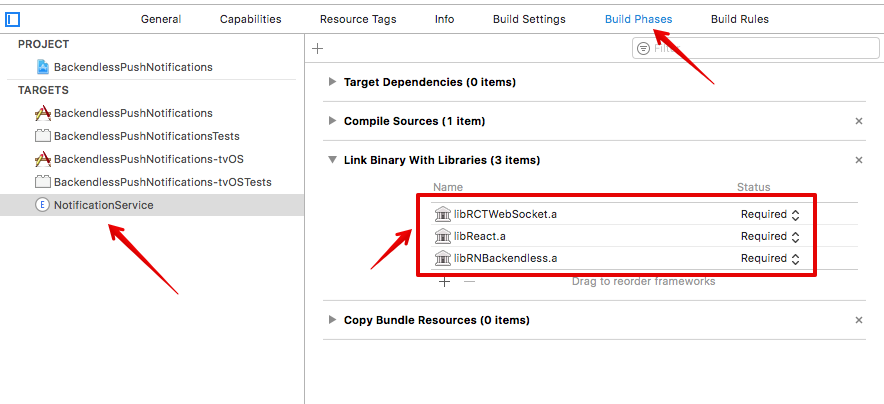 General Capabilities Resource Tags Info Build Settings Build Phases Build Rules
PROJECT
BackendlessPushNotifications
TARGETS
BackendlessPushNotifications
BackendlessPushNotificationsTests
BackendlessPushNotifications-tvOS
BackendlessPushNotifications-tvOSTests
E NotificationService
+ Filter
Target Dependencies (0 items)
Compile Sources (1 item) ×
Link Binary With Libraries (3 items) ×
Name Status
libRCTWebSocket.a Required
libReact.a Required
libRNBackendless.a Required
+ − Drag to reorder frameworks
Copy Bundle Resources (0 items) ×